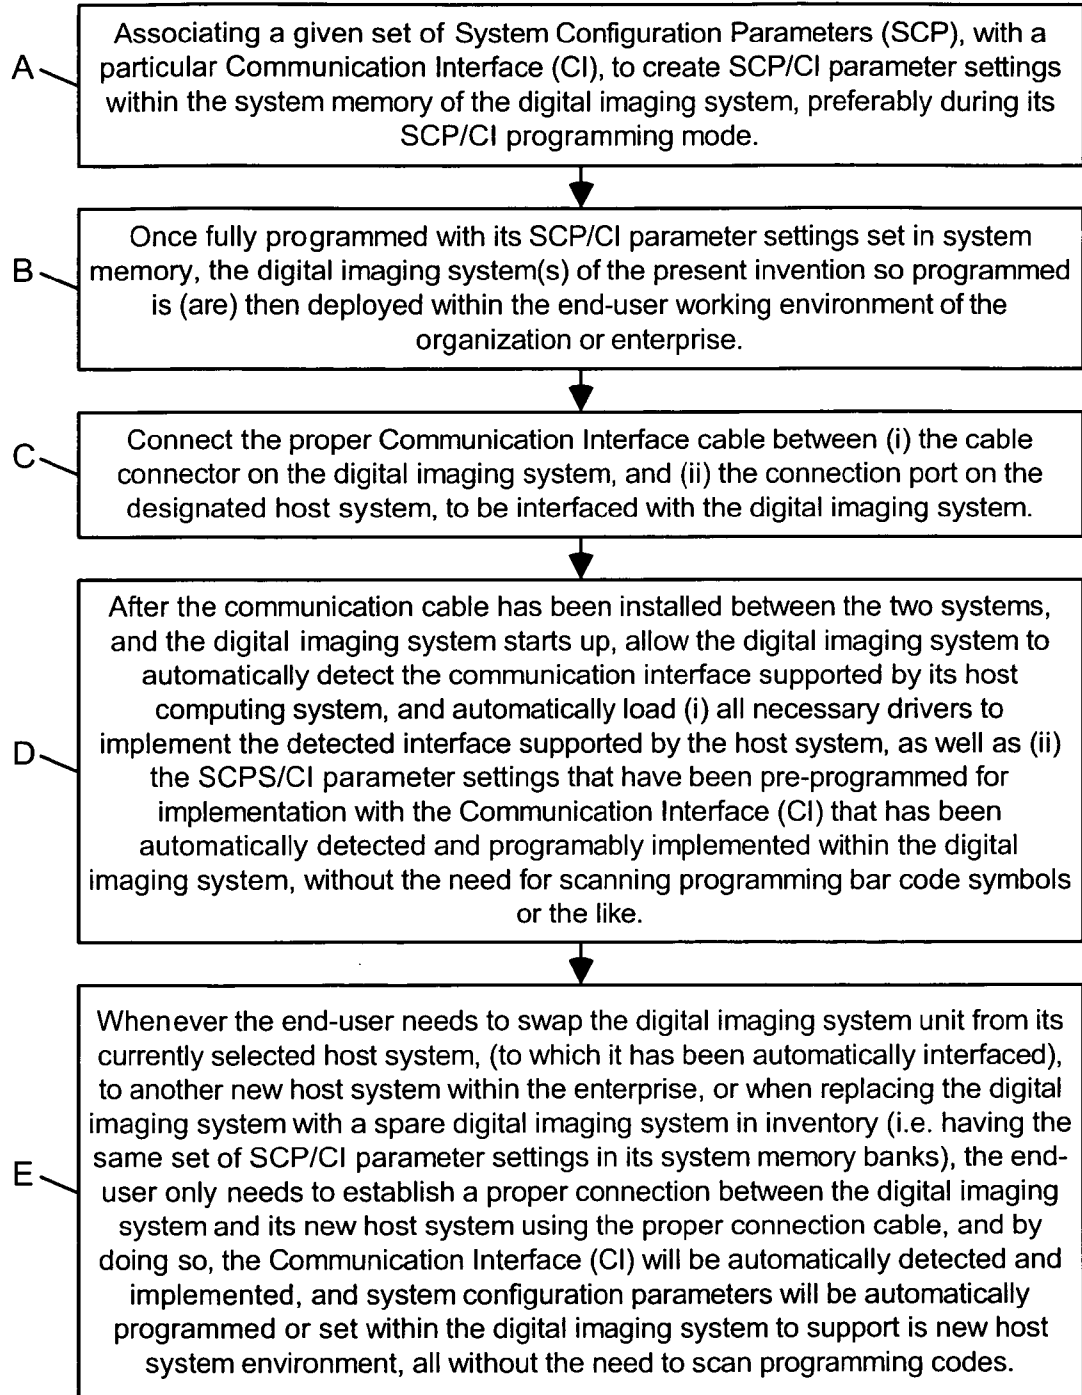 Associating a given set of System Configuration Parameters (SCP), with a
A
particular Communication Interface (CI), to create SCP/CI parameter settings
within the system memory of the digital imaging system, preferably during its
SCP/CI programming mode.
Once fully programmed with its SCP/CI parameter settings set in system
B
memory, the digital imaging system(s) of the present invention so programmed
is (are) then deployed within the end-user working environment of the
organization or enterprise.
C
Connect the proper Communication Interface cable between (i) the cable
connector on the digital imaging system, and (ii) the connection port on the
designated host system, to be interfaced with the digital imaging system.
After the communication cable has been installed between the two systems,
and the digital imaging system starts up, allow the digital imaging system to
automatically detect the communication interface supported by its host
computing system, and automatically load (i) all necessary drivers to
implement the detected interface supported by the host system, as well as (ii)
D
the SCPS/CI parameter settings that have been pre-programmed for
implementation with the Communication Interface (CI) that has been
automatically detected and programably implemented within the digital
imaging system, without the need for scanning programming bar code symbols
or the like.
Whenever the end-user needs to swap the digital imaging system unit from its
currently selected host system, (to which it has been automatically interfaced),
to another new host system within the enterprise, or when replacing the digital
imaging system with a spare digital imaging system in inventory (i.e. having the
same set of SCP/CI parameter settings in its system memory banks), the end-
E
user only needs to establish a proper connection between the digital imaging
system and its new host system using the proper connection cable, and by
doing so, the Communication Interface (CI) will be automatically detected and
implemented, and system configuration parameters will be automatically
programmed or set within the digital imaging system to support is new host
system environment, all without the need to scan programming codes.